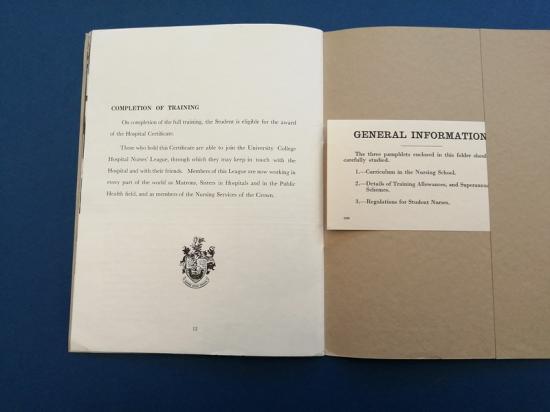 COMPLETION OF TRAINING
On completion of the full training, the Student is eligible for the award
of the Hospital Certificate.
Those who hold this Certificate are able to join the University College
Hospital Nurses' League, through which they may keep in touch with the
Hospital and with their friends. Members of this League are now working in
every part of the world as Matrons, Sisters in Hospitals and in the Public
Health field, and as members of the Nursing Services of the Crown.
12
GENERAL INFORMATION
The three pamphlets enclosed in this folder shoul
carefully studied.
1.—Curriculum in the Nursing School.
2.—Details of Training Allowances, and Superannu
Schemes.
3.—Regulations for Student Nurses.